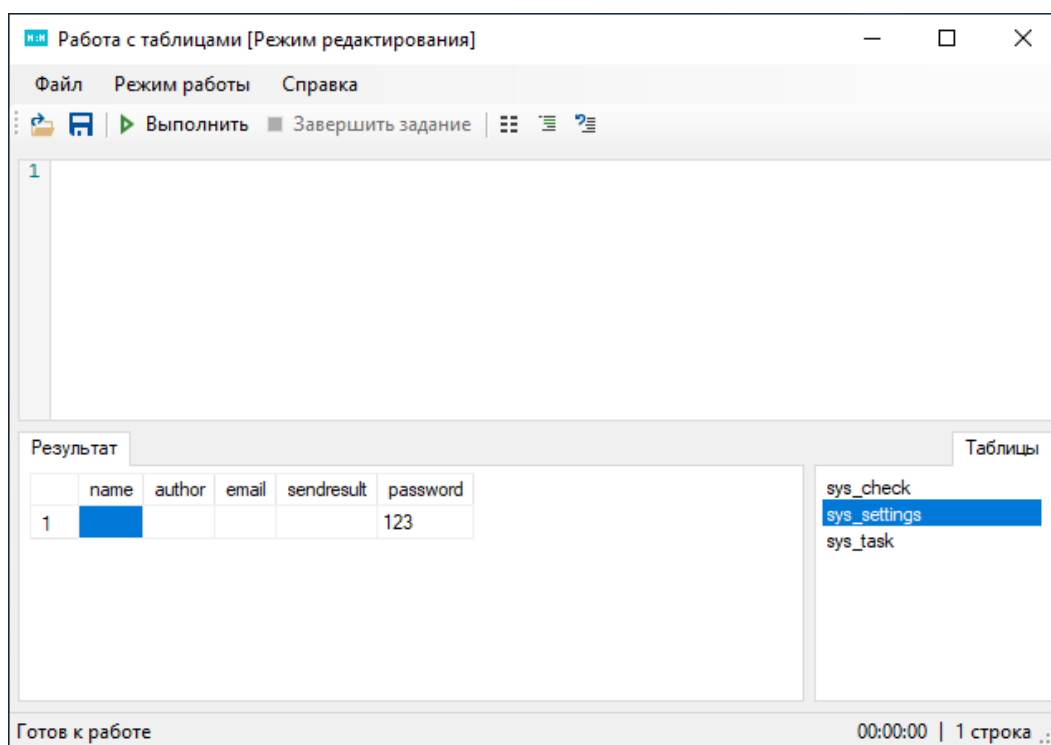 H:H Работа с таблицами [Режим редактирования]
Файл Режим работы Справка
Выполнить Завершить задание
1
Результат Таблицы
name author email sendresult password
1 123
sys_check
sys_settings
sys_task
Готов к работе 00:00:00 | 1 строка